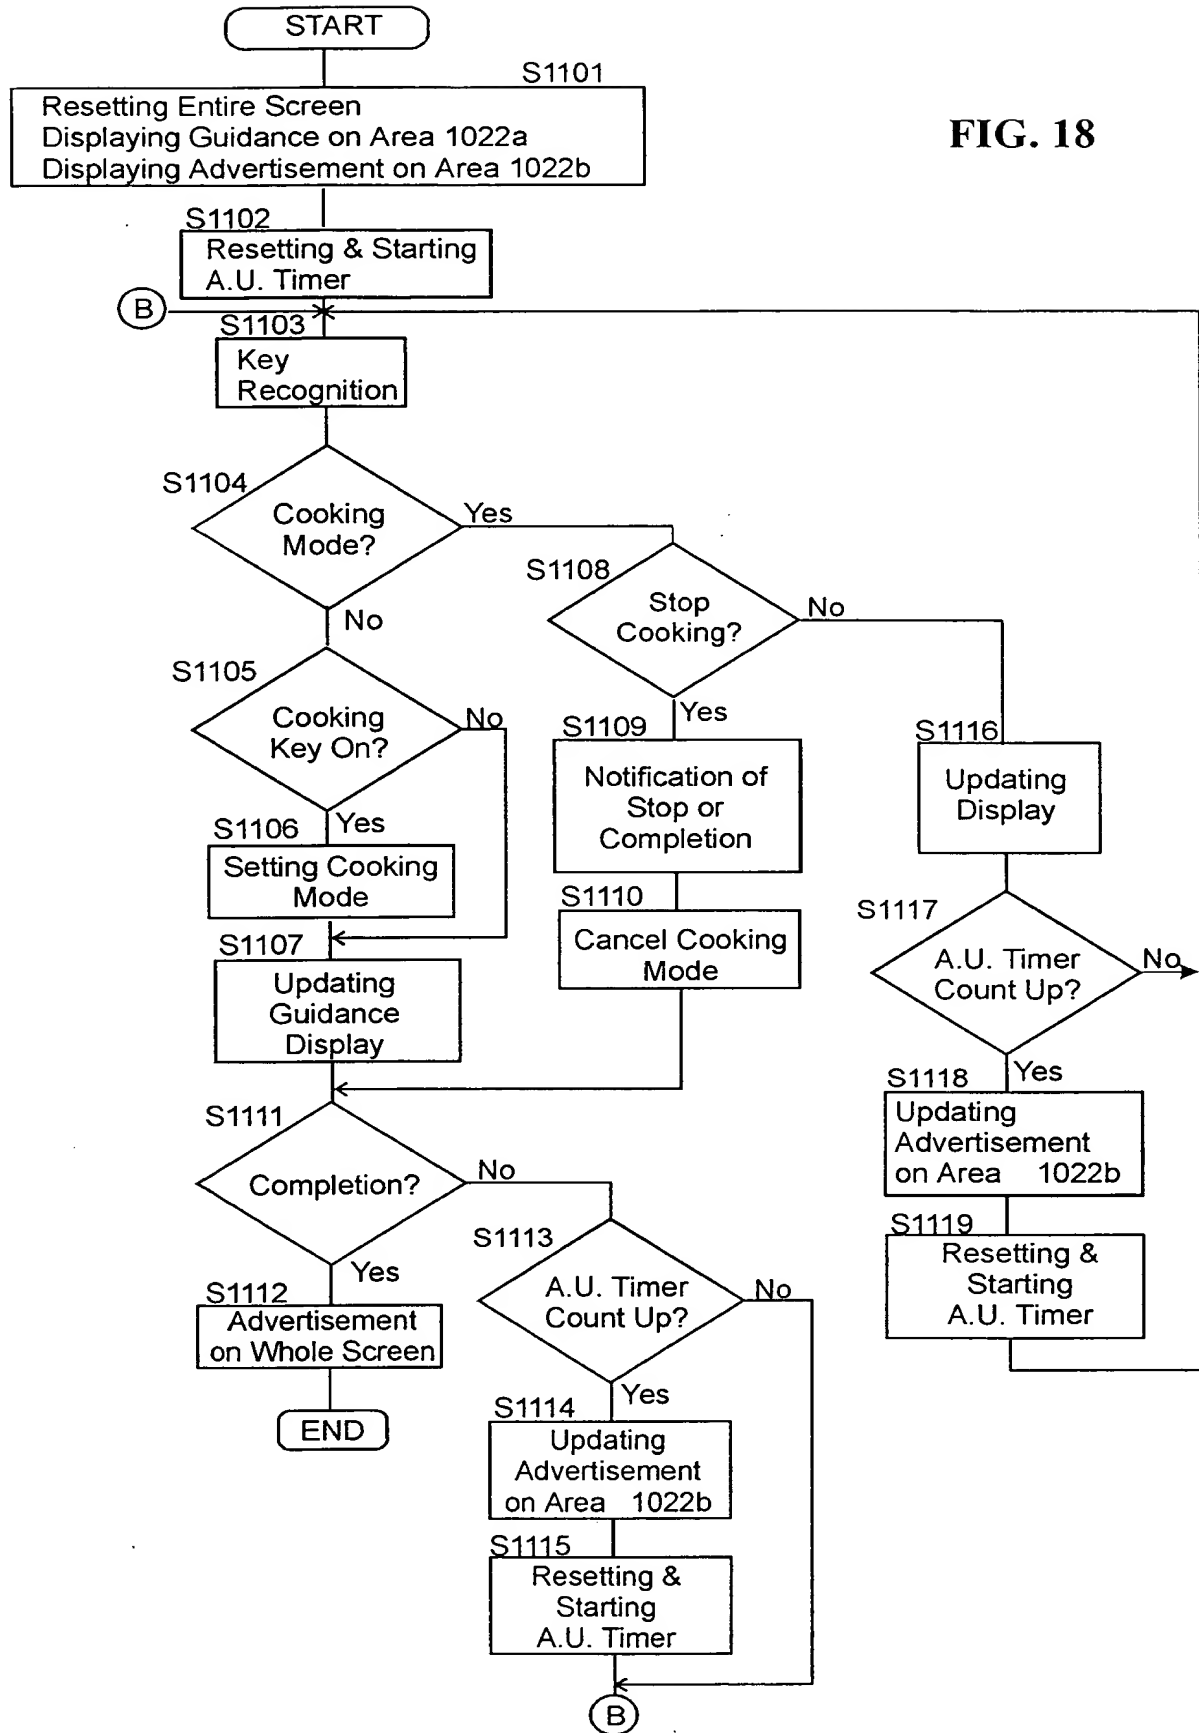 START
S1101
Resetting Entire Screen
Displaying Guidance on Area 1022a
Displaying Advertisement on Area 1022b
FIG. 18
S1102
Resetting & Starting
A.U. Timer
B
S1103
Key
Recognition
S1104
Cooking
Mode?
Yes
No
S1105
Cooking
Key On?
No
Yes
S1106
Setting Cooking
Mode
S1107
Updating
Guidance
Display
S1108
Stop
Cooking?
No
Yes
S1109
Notification of
Stop or
Completion
S1110
Cancel Cooking
Mode
S1116
Updating
Display
S1117
A.U. Timer
Count Up?
No
Yes
S1118
Updating
Advertisement
on Area 1022b
S1119
Resetting &
Starting
A.U. Timer
S1111
Completion?
No
Yes
S1112
Advertisement
on Whole Screen
END
S1113
A.U. Timer
Count Up?
No
Yes
S1114
Updating
Advertisement
on Area 1022b
S1115
Resetting &
Starting
A.U. Timer
B